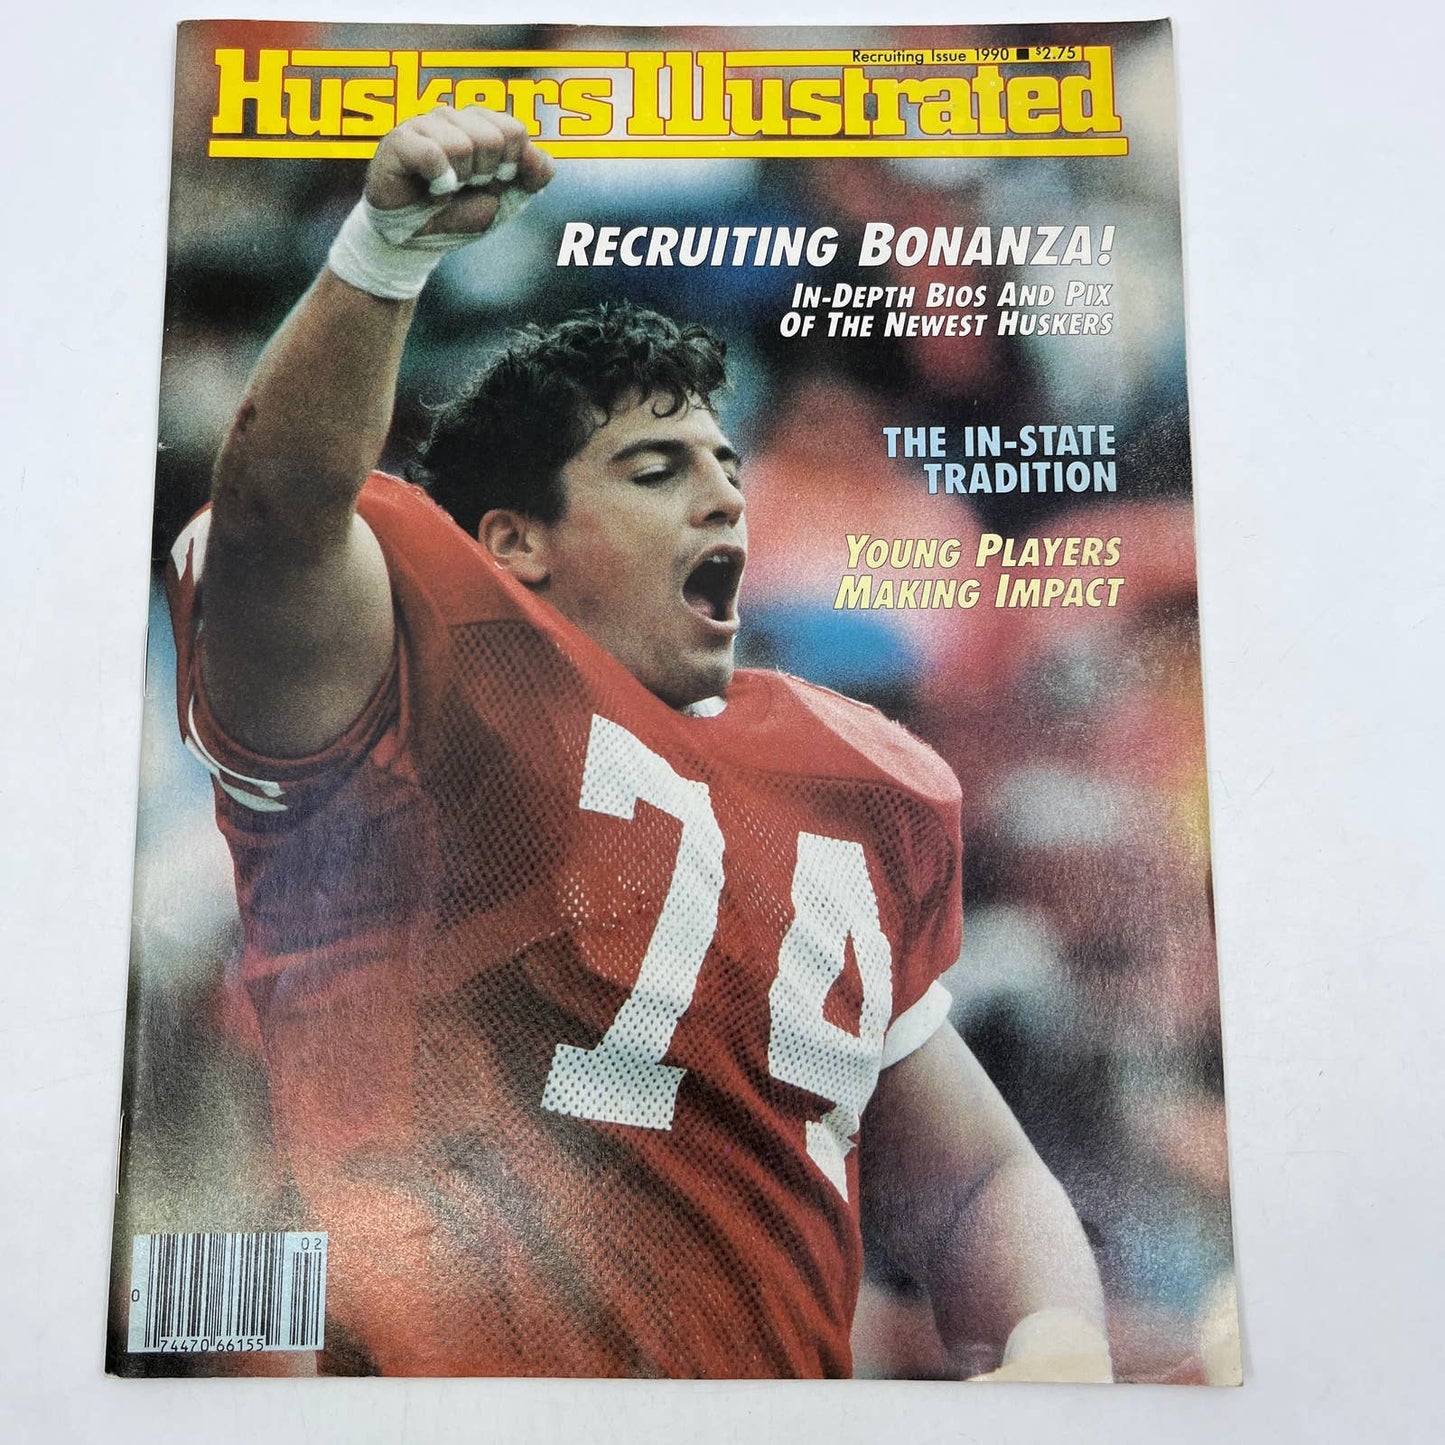 Recruiting Issue 1990 ■ $2.75
Huskers Illustrated
RECRUITING BONANZA!
IN-DEPTH BIOS AND PIX
OF THE NEWEST HUSKERS
THE IN-STATE
TRADITION
YOUNG PLAYERS
MAKING IMPACT
74
02
0 74470 66155